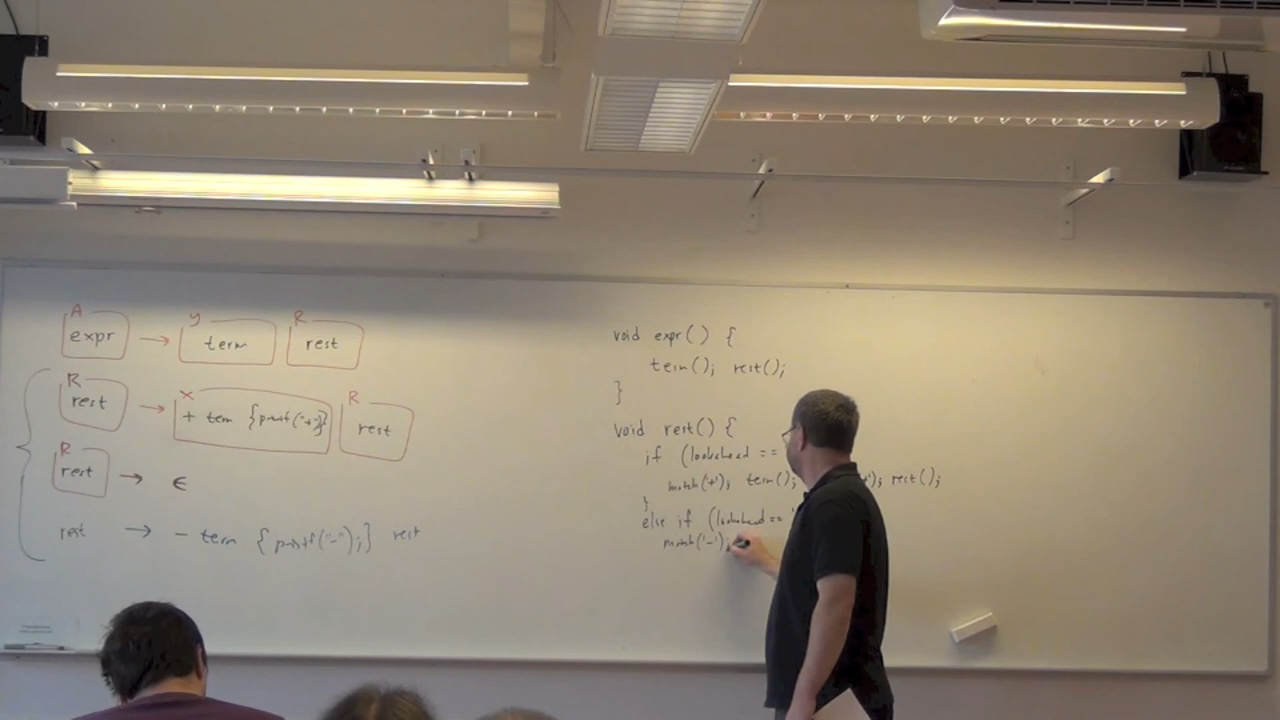 A y R
expr → term rest
R x R
rest → + term {printf("+");} rest
R
rest → ϵ
rest → - term { printf("-");} rest
void expr() {
term(); rest();
}
void rest() {
if (lookahead ==
match('+'); term(); '+'); rest();
}
else if (lookahead == '
match('-');